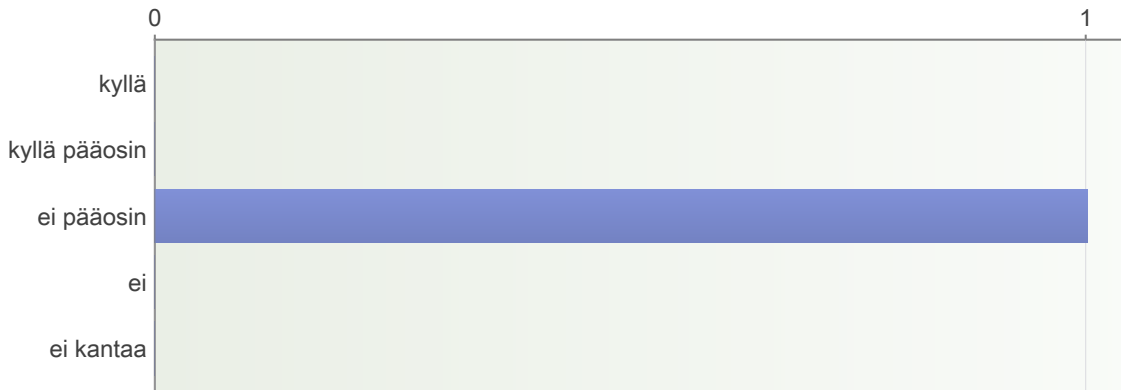 0 1
kyllä
kyllä pääosin
ei pääosin
ei
ei kantaa